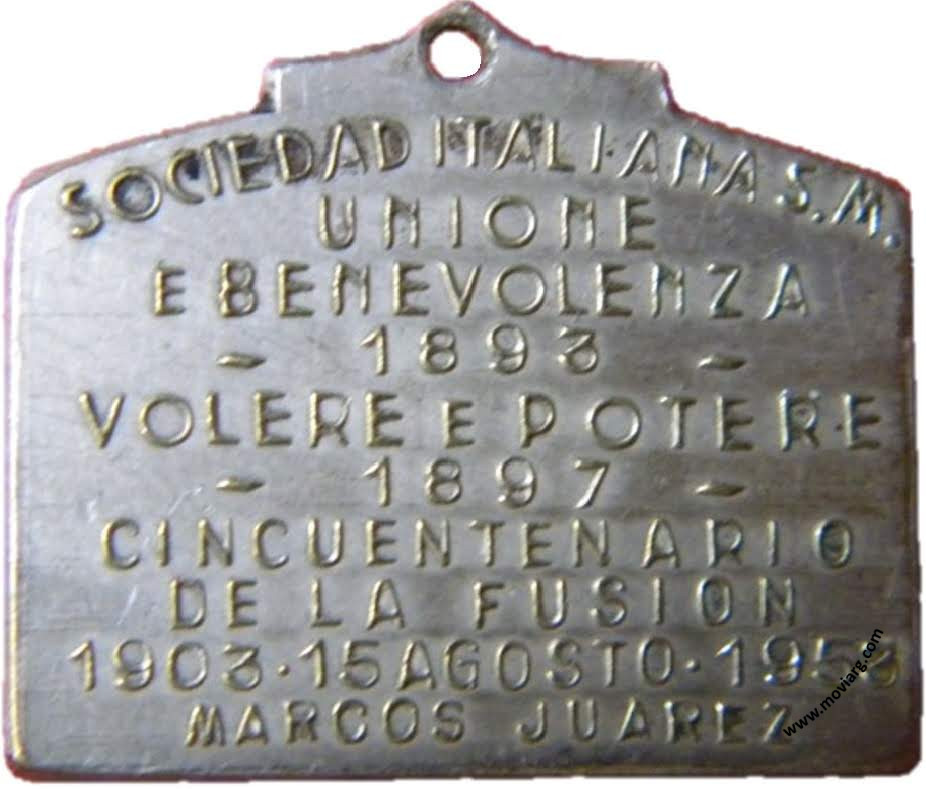 SOCIEDAD ITALIANA S.M.
UNIONE
E BENEVOLENZA
- 1893 -
VOLERE E POTERE
- 1897 -
CINCUENTENARIO
DE LA FUSION
1903·15 AGOSTO·1953
MARCOS JUAREZ
www.moviarg.com